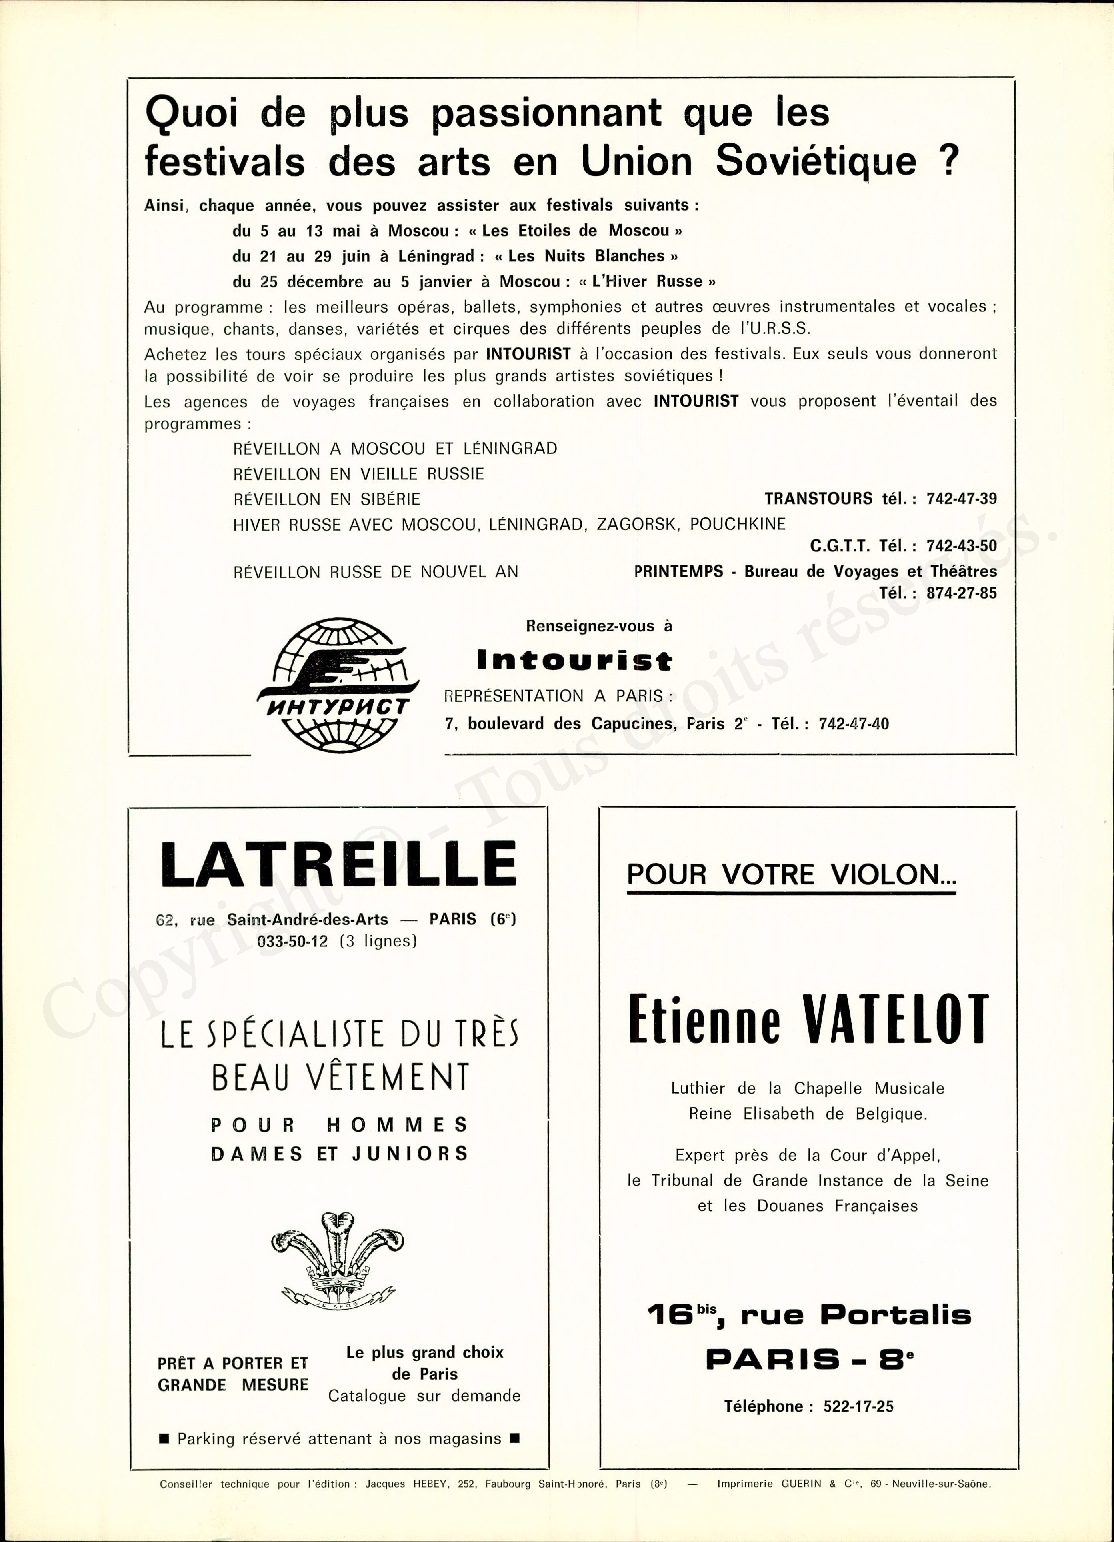 Quoi de plus passionnant que les
festivals des arts en Union Soviétique ?
Ainsi, chaque année, vous pouvez assister aux festivals suivants :
du 5 au 13 mai à Moscou : « Les Etoiles de Moscou »
du 21 au 29 juin à Léningrad : « Les Nuits Blanches »
du 25 décembre au 5 janvier à Moscou : « L'Hiver Russe »
Au programme : les meilleurs opéras, ballets, symphonies et autres œuvres instrumentales et vocales ;
musique, chants, danses, variétés et cirques des différents peuples de l'U.R.S.S.
Achetez les tours spéciaux organisés par INTOURIST à l'occasion des festivals. Eux seuls vous donneront
la possibilité de voir se produire les plus grands artistes soviétiques !
Les agences de voyages françaises en collaboration avec INTOURIST vous proposent l'éventail des
programmes :
RÉVEILLON A MOSCOU ET LÉNINGRAD
RÉVEILLON EN VIEILLE RUSSIE
RÉVEILLON EN SIBÉRIE TRANSTOURS tél. : 742-47-39
HIVER RUSSE AVEC MOSCOU, LÉNINGRAD, ZAGORSK, POUCHKINE
C.G.T.T. Tél. : 742-43-50
RÉVEILLON RUSSE DE NOUVEL AN PRINTEMPS - Bureau de Voyages et Théâtres
Tél. : 874-27-85
Renseignez-vous à
Intourist
ИНТУРИСТ
REPRÉSENTATION A PARIS :
7, boulevard des Capucines, Paris 2e - Tél. : 742-47-40
LATREILLE
62, rue Saint-André-des-Arts — PARIS (6e)
033-50-12 (3 lignes)
LE SPÉCIALISTE DU TRÈS
BEAU VÊTEMENT
POUR HOMMES
DAMES ET JUNIORS
PRÊT A PORTER ET
GRANDE MESURE
Le plus grand choix
de Paris
Catalogue sur demande
■ Parking réservé attenant à nos magasins ■
POUR VOTRE VIOLON...
Etienne VATELOT
Luthier de la Chapelle Musicale
Reine Elisabeth de Belgique.
Expert près de la Cour d'Appel,
le Tribunal de Grande Instance de la Seine
et les Douanes Françaises
16 bis, rue Portalis
PARIS - 8e
Téléphone : 522-17-25
Conseiller technique pour l'édition : Jacques HEBEY, 252, Faubourg Saint-Honoré, Paris (8e) — Imprimerie GUERIN & Cie, 69 - Neuville-sur-Saône.
Copyright © - Tous droits réservés.